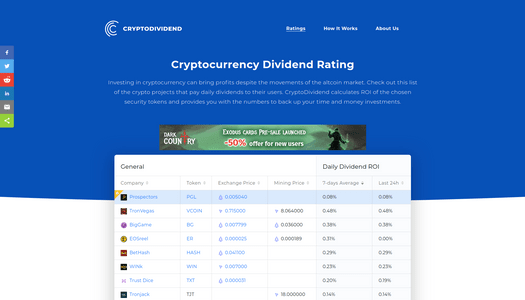 CRYPTODIVIDEND
Ratings How It Works About Us
Cryptocurrency Dividend Rating
Investing in cryptocurrency can bring profits despite the movements of the altcoin market. Check out this list
of the crypto projects that pay daily dividends to their users. CryptoDividend calculates ROI of the chosen
security tokens and provides you with the numbers to back up your time and money investments.
DARK COUNTRY
EXODUS CARDS PRE-SALE LAUNCHED
-50% offer for new users
General Daily Dividend ROI
Company Token Exchange Price Mining Price 7-days Average Last 24h
Prospectors PGL 0.005040 0.08% 0.08%
TronVegas VCOIN 0.775000 8.064000 0.48% 0.48%
BigGame BG 0.007799 0.036000 0.38% 0.38%
EOSreel ER 0.000025 0.000189 0.31% 0.00%
BetHash HASH 0.041100 0.29% 0.29%
WINk WIN 0.007000 0.23% 0.23%
Trust Dice TXT 0.000031 0.20% 0.19%
Tronjack TJT 18.000000 0.14% 0.14%